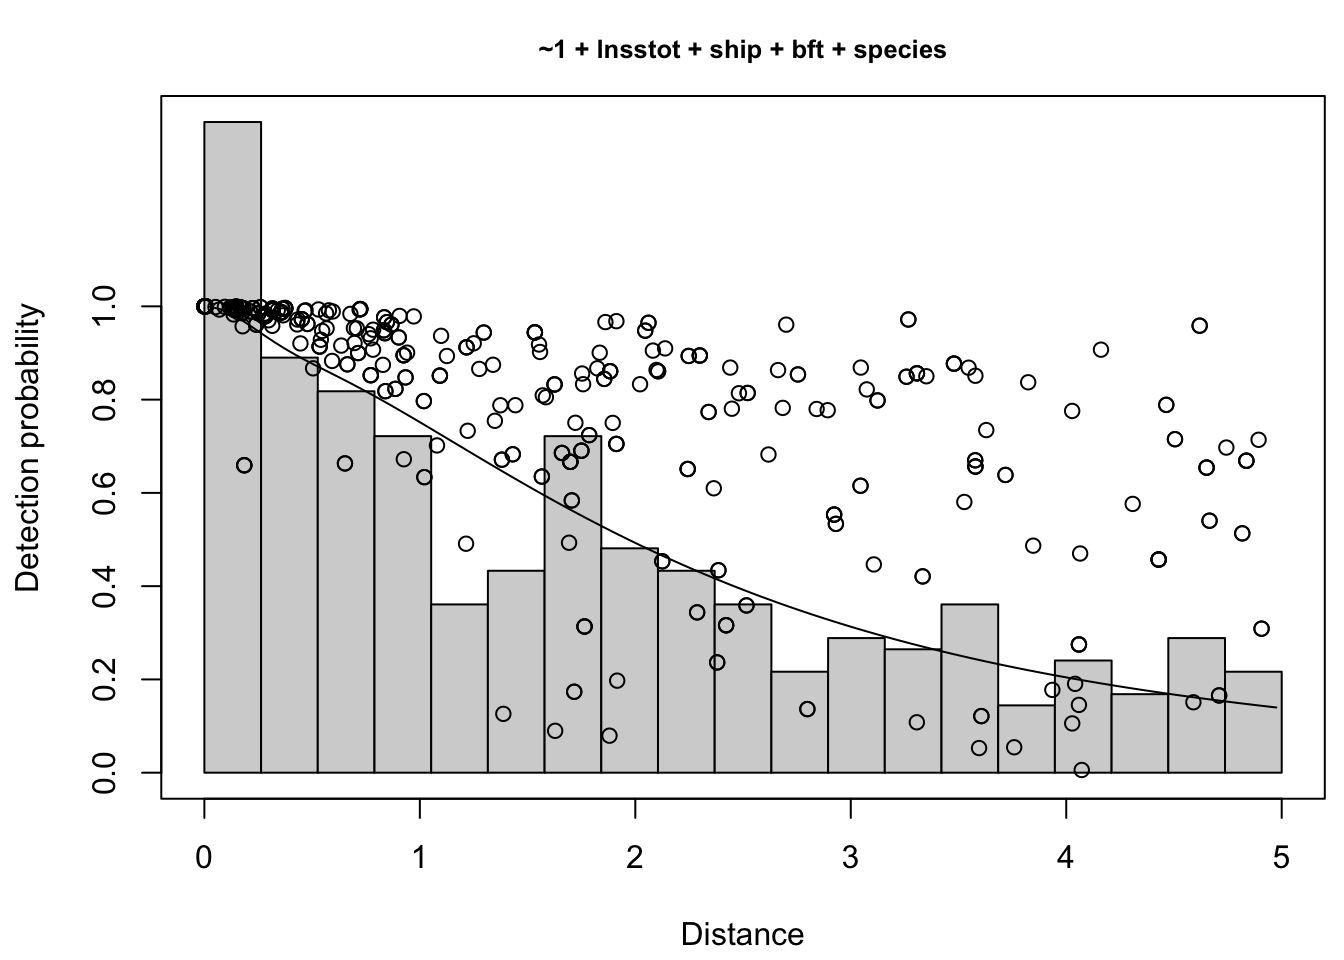 ~1 + lnsstot + ship + bft + species
Detection probability
1.0
0.8
0.6
0.4
0.2
0.0
0 1 2 3 4 5
Distance